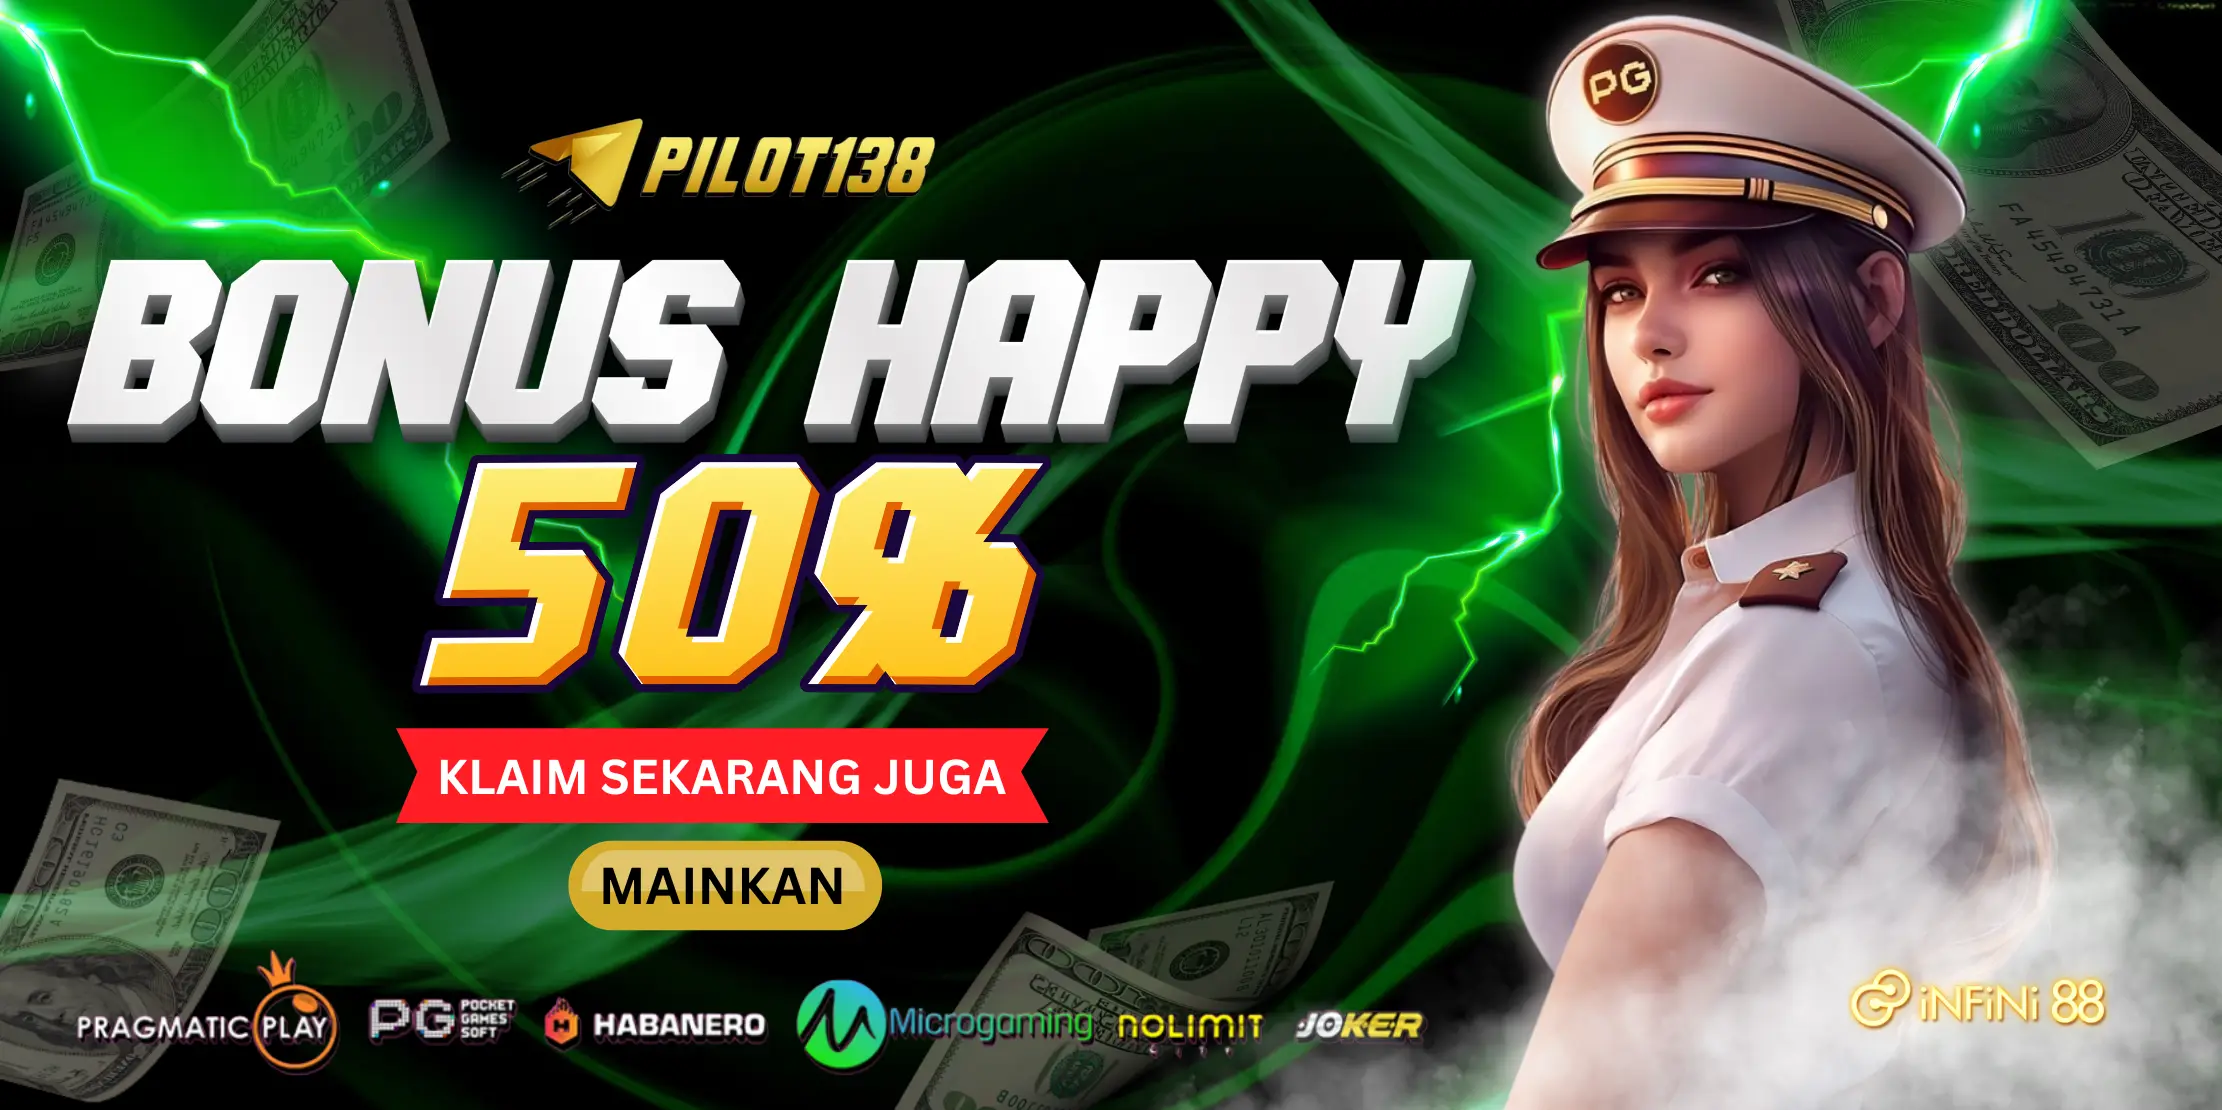 PG
PILOT138
BONUS HAPPY
50%
KLAIM SEKARANG JUGA
MAINKAN
PRAGMATIC PLAY
PG POCKET GAMES SOFT
HABANERO
Microgaming
NOLIMIT
CITY
JOKER
iNFiNi 88